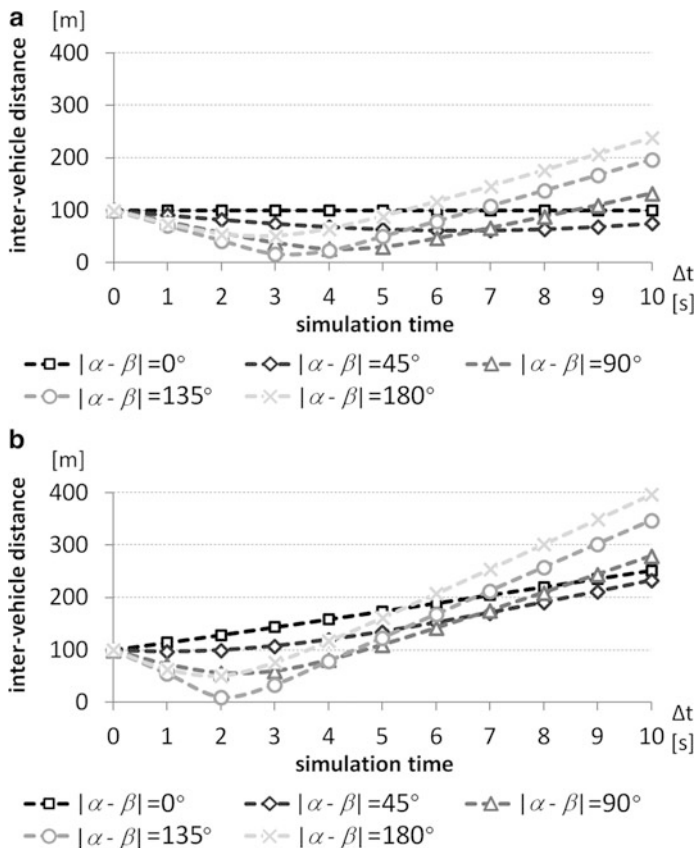 a
[m]
inter-vehicle distance
400
300
200
100
0
0 1 2 3 4 5 6 7 8 9 10
Δt
[s]
simulation time
|α - β|=0° |α - β|=45° |α - β|=90°
|α - β|=135° |α - β|=180°
b
[m]
inter-vehicle distance
400
300
200
100
0
0 1 2 3 4 5 6 7 8 9 10
Δt
[s]
simulation time
|α - β|=0° |α - β|=45° |α - β|=90°
|α - β|=135° |α - β|=180°